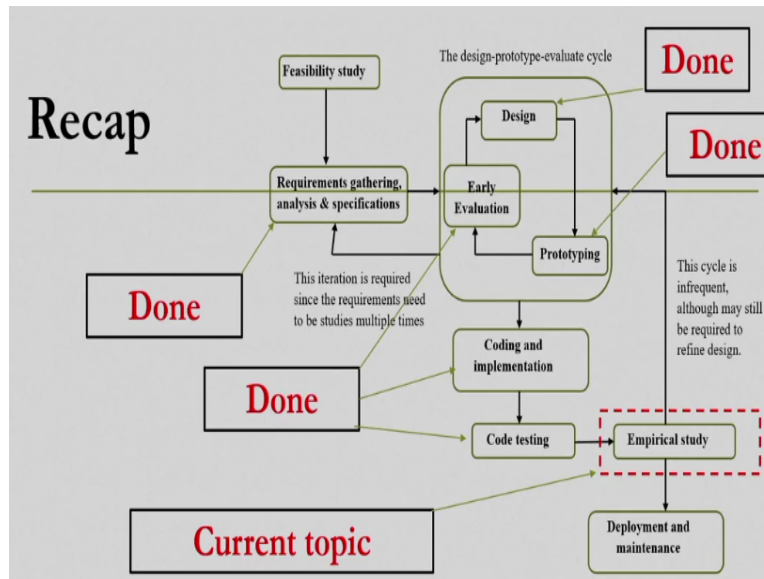 The design-prototype-evaluate cycle
Done
Feasibility study
Recap
Design
Done
Requirements gathering,
analysis & specifications
Early
Evaluation
Prototyping
Done
This iteration is required
since the requirements need
to be studies multiple times
This cycle is
infrequent,
although may still
be required to
refine design.
Coding and
implementation
Done
Code testing
Empirical study
Current topic
Deployment and
maintenance